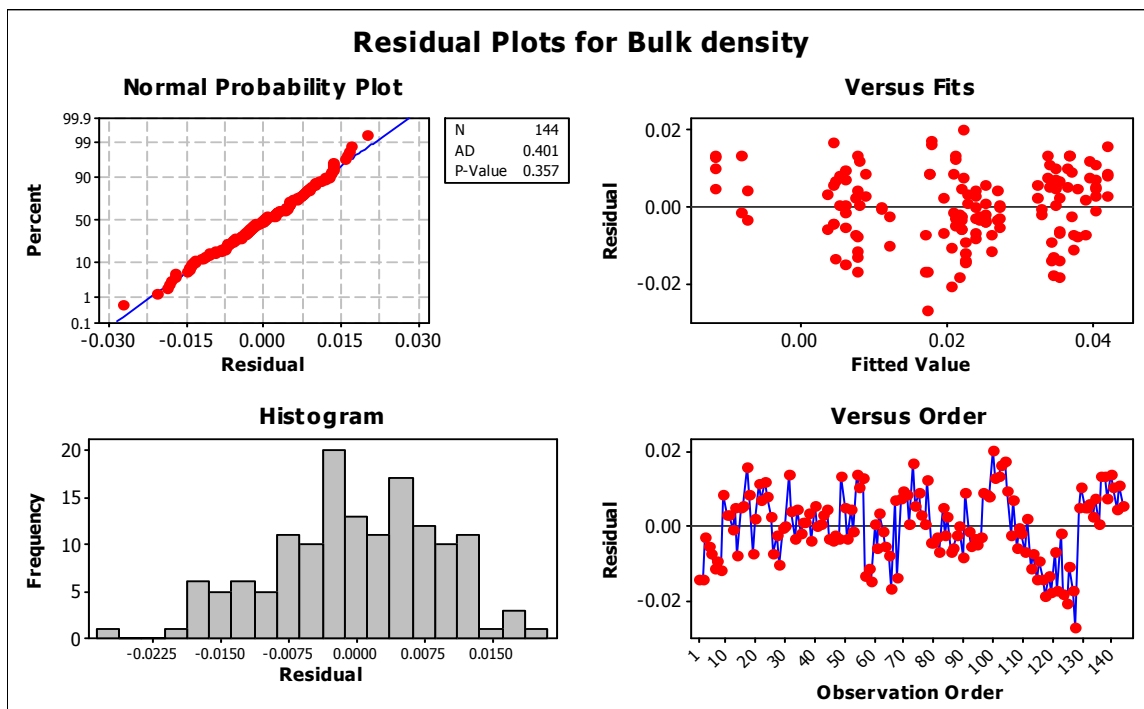 Residual Plots for Bulk density
Normal Probability Plot
99.9
99
90
50
10
1
0.1
Percent
-0.030 -0.015 0.000 0.015 0.030
Residual
N 144
AD 0.401
P-Value 0.357
Versus Fits
0.02
0.00
-0.02
Residual
0.00 0.02 0.04
Fitted Value
Histogram
20
15
10
5
0
Frequency
-0.0225 -0.0150 -0.0075 0.0000 0.0075 0.0150
Residual
Versus Order
0.02
0.00
-0.02
Residual
1 10 20 30 40 50 60 70 80 90 100 110 120 130 140
Observation Order